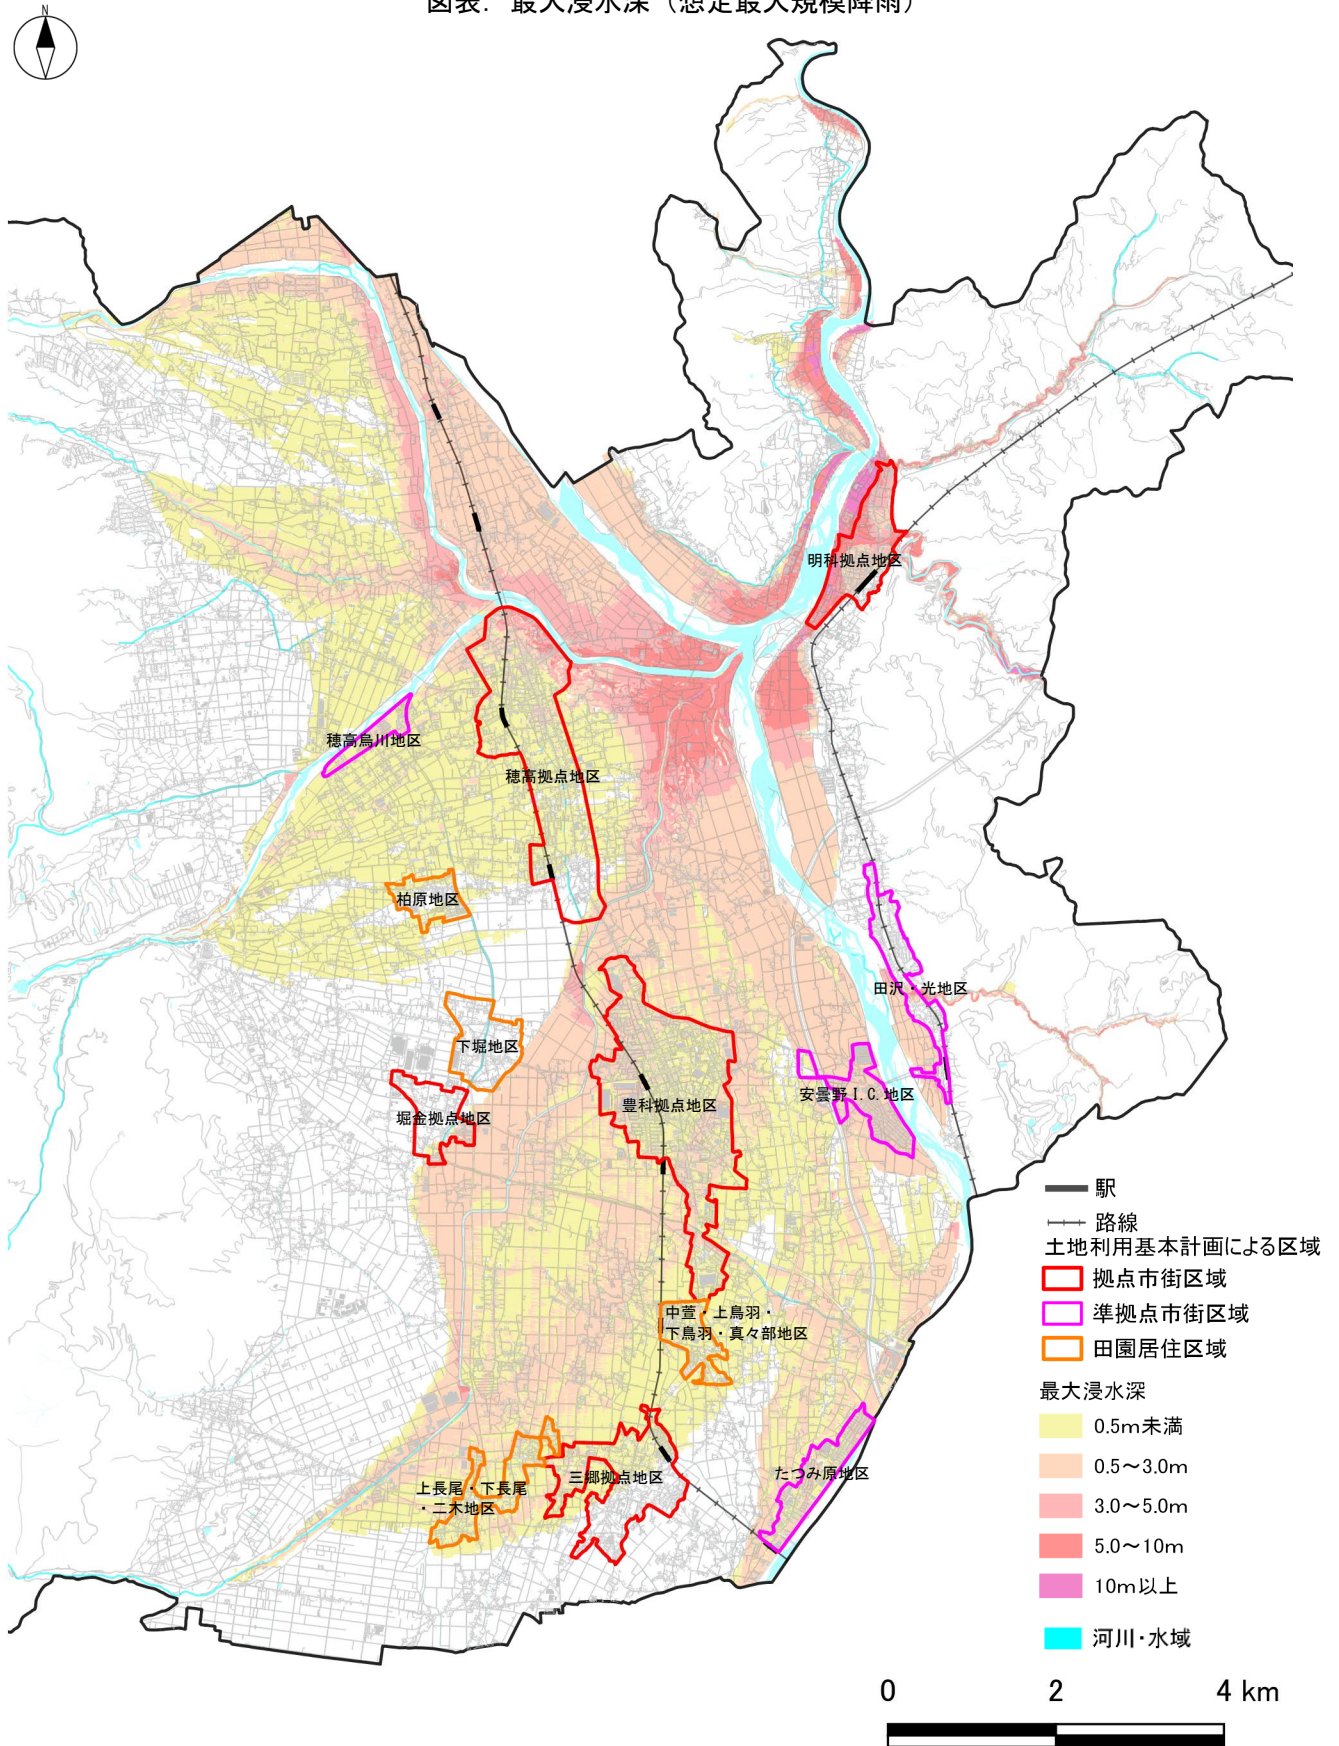 図表: 最大浸水深（想定最大規模降雨）
N
明科拠点地区
穂高烏川地区
穂高拠点地区
柏原地区
田沢・光地区
下堀地区
安曇野I.C.地区
堀金拠点地区
豊科拠点地区
中萱・上鳥羽・
下鳥羽・真々部地区
上長尾・下長尾
・二木地区
三郷拠点地区
たつみ原地区
駅
路線
土地利用基本計画による区域
拠点市街区域
準拠点市街区域
田園居住区域
最大浸水深
0.5m未満
0.5～3.0m
3.0～5.0m
5.0～10m
10m以上
河川・水域
0 2 4 km